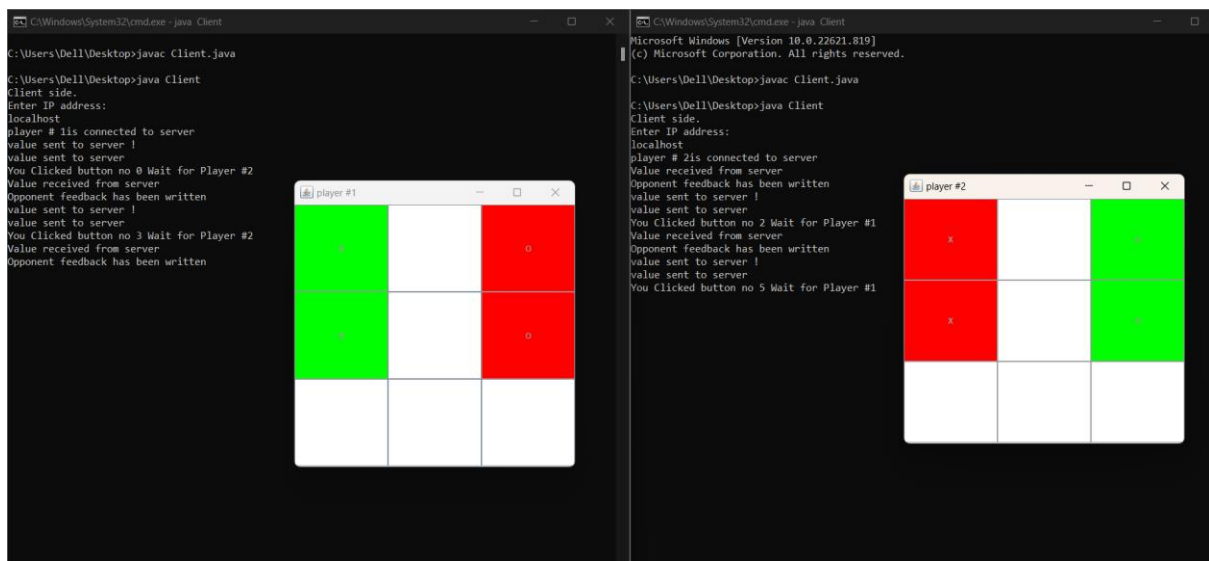 C:\Windows\System32\cmd.exe - java Client
C:\Users\Dell\Desktop>javac Client.java
C:\Users\Dell\Desktop>java Client
Client side.
Enter IP address:
localhost
player # 1is connected to server
value sent to server !
value sent to server
You Clicked button no 0 Wait for Player #2
Value received from server
Opponent feedback has been written
value sent to server !
value sent to server
You Clicked button no 3 Wait for Player #2
Value received from server
Opponent feedback has been written
player #1
O
O
C:\Windows\System32\cmd.exe - java Client
Microsoft Windows [Version 10.0.22621.819]
(c) Microsoft Corporation. All rights reserved.
C:\Users\Dell\Desktop>javac Client.java
C:\Users\Dell\Desktop>java Client
Client side.
Enter IP address:
localhost
player # 2is connected to server
Value received from server
Opponent feedback has been written
value sent to server !
value sent to server
You Clicked button no 2 Wait for Player #1
Value received from server
Opponent feedback has been written
value sent to server !
value sent to server
You Clicked button no 5 Wait for Player #1
player #2
X
X